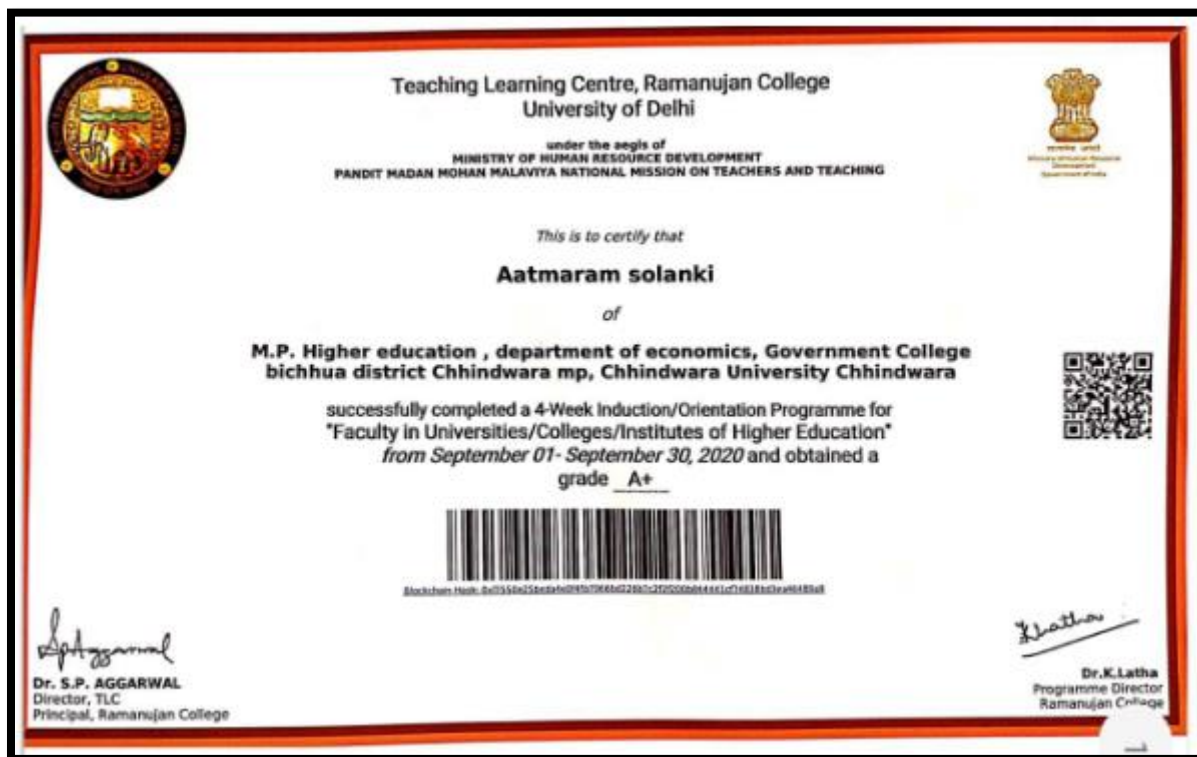 Teaching Learning Centre, Ramanujan College
University of Delhi
under the aegis of
MINISTRY OF HUMAN RESOURCE DEVELOPMENT
PANDIT MADAN MOHAN MALAVIYA NATIONAL MISSION ON TEACHERS AND TEACHING
This is to certify that
Aatmaram solanki
of
M.P. Higher education , department of economics, Government College
bichhua district Chhindwara mp, Chhindwara University Chhindwara
successfully completed a 4-Week Induction/Orientation Programme for
"Faculty in Universities/Colleges/Institutes of Higher Education"
from September 01- September 30, 2020 and obtained a
grade A+
Blockchain Hash:
SpAggarwal
Dr. S.P. AGGARWAL
Director, TLC
Principal, Ramanujan College
Klatha
Dr.K.Latha
Programme Director
Ramanujan College